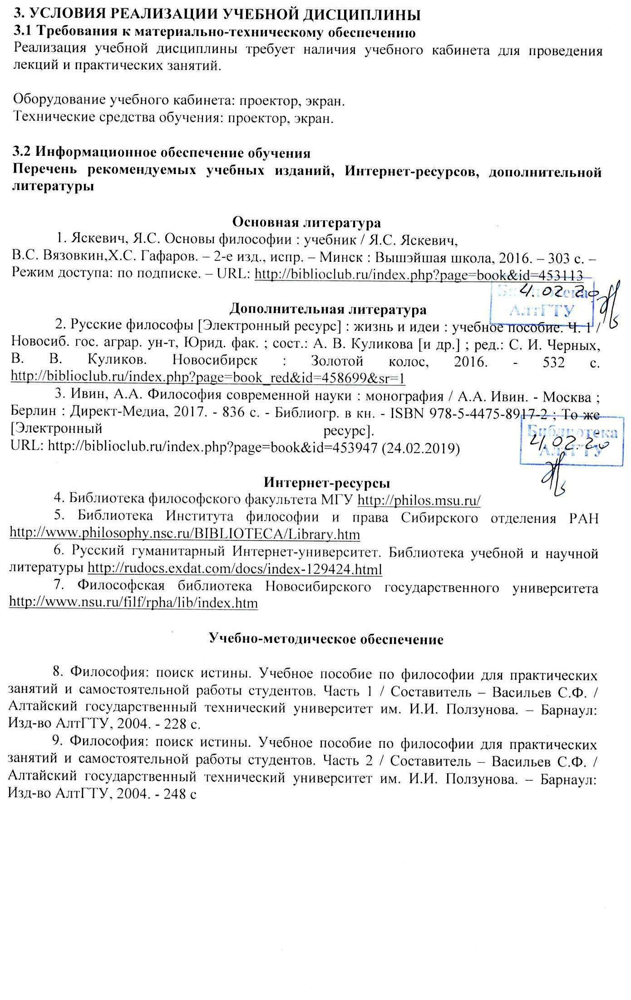 3. УСЛОВИЯ РЕАЛИЗАЦИИ УЧЕБНОЙ ДИСЦИПЛИНЫ
3.1 Требования к материально-техническому обеспечению
Реализация учебной дисциплины требует наличия учебного кабинета для проведения
лекций и практических занятий.
Оборудование учебного кабинета: проектор, экран.
Технические средства обучения: проектор, экран.
3.2 Информационное обеспечение обучения
Перечень рекомендуемых учебных изданий, Интернет-ресурсов, дополнительной
литературы
Основная литература
1. Яскевич, Я.С. Основы философии : учебник / Я.С. Яскевич,
В.С. Вязовкин,Х.С. Гафаров. – 2-е изд., испр. – Минск : Вышэйшая школа, 2016. – 303 с. –
Режим доступа: по подписке. – URL: http://biblioclub.ru/index.php?page=book&id=453113
Библиотека
4.02.20
АлтГТУ
Дополнительная литература
2. Русские философы [Электронный ресурс] : жизнь и идеи : учебное пособие. Ч. 1 /
Новосиб. гос. аграр. ун-т, Юрид. фак. ; сост.: А. В. Куликова [и др.] ; ред.: С. И. Черных,
В. В. Куликов. Новосибирск : Золотой колос, 2016. - 532 с.
http://biblioclub.ru/index.php?page=book_red&id=458699&sr=1
3. Ивин, А.А. Философия современной науки : монография / А.А. Ивин. - Москва ;
Берлин : Директ-Медиа, 2017. - 836 с. - Библиогр. в кн. - ISBN 978-5-4475-8917-2 ; То же
[Электронный ресурс].
URL: http://biblioclub.ru/index.php?page=book&id=453947 (24.02.2019)
Библиотека
4.02.20
АлтГТУ
Интернет-ресурсы
4. Библиотека философского факультета МГУ http://philos.msu.ru/
5. Библиотека Института философии и права Сибирского отделения РАН
http://www.philosophy.nsc.ru/BIBLIOTECA/Library.htm
6. Русский гуманитарный Интернет-университет. Библиотека учебной и научной
литературы http://rudocs.exdat.com/docs/index-129424.html
7. Философская библиотека Новосибирского государственного университета
http://www.nsu.ru/filf/rpha/lib/index.htm
Учебно-методическое обеспечение
8. Философия: поиск истины. Учебное пособие по философии для практических
занятий и самостоятельной работы студентов. Часть 1 / Составитель – Васильев С.Ф. /
Алтайский государственный технический университет им. И.И. Ползунова. – Барнаул:
Изд-во АлтГТУ, 2004. - 228 с.
9. Философия: поиск истины. Учебное пособие по философии для практических
занятий и самостоятельной работы студентов. Часть 2 / Составитель – Васильев С.Ф. /
Алтайский государственный технический университет им. И.И. Ползунова. – Барнаул:
Изд-во АлтГТУ, 2004. - 248 с